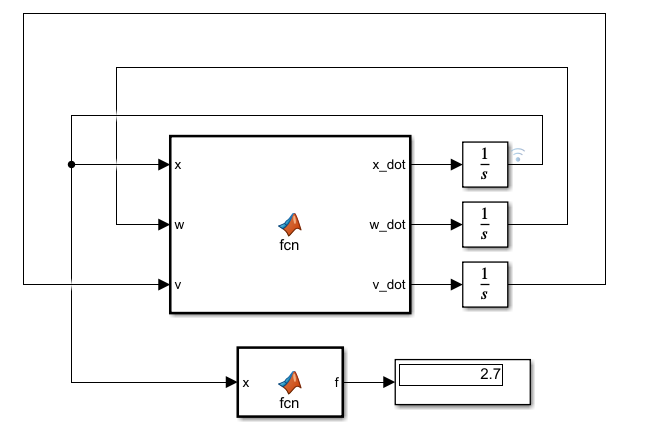 x x_dot 1
s
w w_dot 1
s
fcn
v v_dot 1
s
x f 2.7
fcn